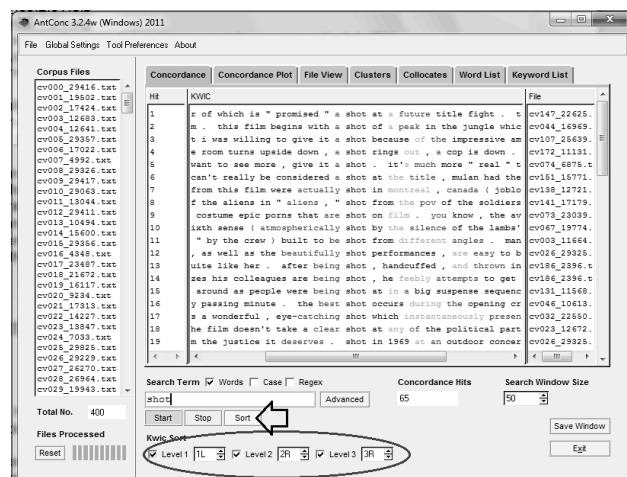 AntConc 3.2.4w (Windows) 2011
File Global Settings Tool Preferences About
Corpus Files
cv000_29416.txt
cv001_19502.txt
cv002_17424.txt
cv003_12683.txt
cv004_12641.txt
cv005_29357.txt
cv006_17022.txt
cv007_4992.txt
cv008_29326.txt
cv009_29417.txt
cv010_29063.txt
cv011_13044.txt
cv012_29411.txt
cv013_10494.txt
cv014_15600.txt
cv015_29356.txt
cv016_4348.txt
cv017_23487.txt
cv018_21672.txt
cv019_16117.txt
cv020_9234.txt
cv021_17313.txt
cv022_14227.txt
cv023_13847.txt
cv024_7033.txt
cv025_29825.txt
cv026_29229.txt
cv027_26270.txt
cv028_26964.txt
cv029_19943.txt
Total No. 400
Files Processed
Reset
Concordance Concordance Plot File View Clusters Collocates Word List Keyword List
Hit KWIC File
1 r of which is " promised " a shot at a future title fight . t cv147_22625.
2 m . this film begins with a shot of a peak in the jungle whic cv044_16969.
3 t i was willing to give it a shot because of the impressive am cv107_25639.
4 e room turns upside down , a shot rings out , a cop is down . cv172_11131.
5 want to see more , give it a shot . it's much more " real " t cv074_6875.t
6 can't really be considered a shot at the title , mulan had the cv151_15771.
7 from this film were actually shot in montreal , canada ( joblo cv138_12721.
8 f the aliens in " aliens , " shot from the pov of the soldiers cv141_17179.
9 costume epic porns that are shot on film . you know , the av cv073_23039.
10 ixth sense ( atmospherically shot by the silence of the lambs' cv067_19774.
11 " by the crew ) built to be shot from different angles . man cv003_11664.
12 , as well as the beautifully shot performances , are easy to b cv026_29325.
13 uite like her . after being shot , handcuffed , and thrown in cv186_2396.t
14 zes his colleagues are being shot , he feebly attempts to get cv186_2396.t
15 around as people were being shot at in a big suspense sequenc cv131_11568.
16 y passing minute . the best shot occurs during the opening cr cv046_10613.
17 s a wonderful , eye-catching shot which instantaneously presen cv032_22550.
18 he film doesn't take a clear shot at any of the political part cv023_12672.
19 m the justice it deserves . shot in 1969 at an outdoor concer cv026_29325.
Search Term Words Case Regex Concordance Hits Search Window Size
shot Advanced 65 50
Start Stop Sort
Save Window
Kwic Sort
Level 1 1L Level 2 2R Level 3 3R
Exit